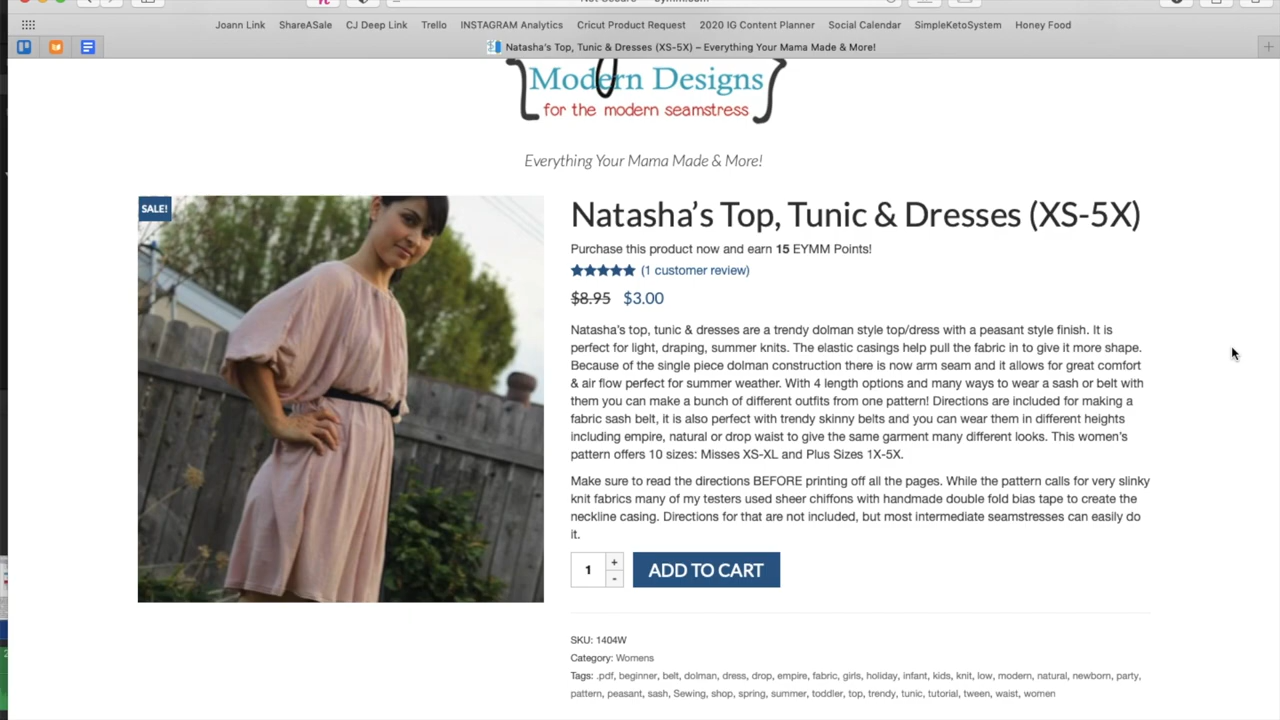 Joann Link ShareASale CJ Deep Link Trello INSTAGRAM Analytics Cricut Product Request 2020 IG Content Planner Social Calendar SimpleKetoSystem Honey Food
Natasha's Top, Tunic & Dresses (XS-5X) – Everything Your Mama Made & More!
Modern Designs
for the modern seamstress
Everything Your Mama Made & More!
SALE!
Natasha's Top, Tunic & Dresses (XS-5X)
Purchase this product now and earn 15 EYMM Points!
(1 customer review)
$8.95 $3.00
Natasha's top, tunic & dresses are a trendy dolman style top/dress with a peasant style finish. It is
perfect for light, draping, summer knits. The elastic casings help pull the fabric in to give it more shape.
Because of the single piece dolman construction there is now arm seam and it allows for great comfort
& air flow perfect for summer weather. With 4 length options and many ways to wear a sash or belt with
them you can make a bunch of different outfits from one pattern! Directions are included for making a
fabric sash belt, it is also perfect with trendy skinny belts and you can wear them in different heights
including empire, natural or drop waist to give the same garment many different looks. This women's
pattern offers 10 sizes: Misses XS-XL and Plus Sizes 1X-5X.
Make sure to read the directions BEFORE printing off all the pages. While the pattern calls for very slinky
knit fabrics many of my testers used sheer chiffons with handmade double fold bias tape to create the
neckline casing. Directions for that are not included, but most intermediate seamstresses can easily do
it.
1 + -
ADD TO CART
SKU: 1404W
Category: Womens
Tags: .pdf, beginner, belt, dolman, dress, drop, empire, fabric, girls, holiday, infant, kids, knit, low, modern, natural, newborn, party,
pattern, peasant, sash, Sewing, shop, spring, summer, toddler, top, trendy, tunic, tutorial, tween, waist, women